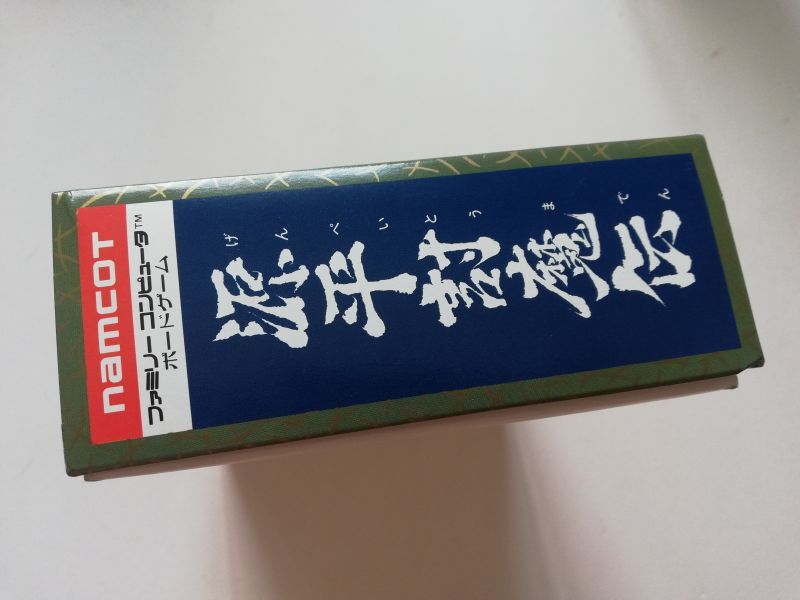 namcot
ファミリーコンピュータ™
ボードゲーム
げんぺいとうまでん
源平討魔伝